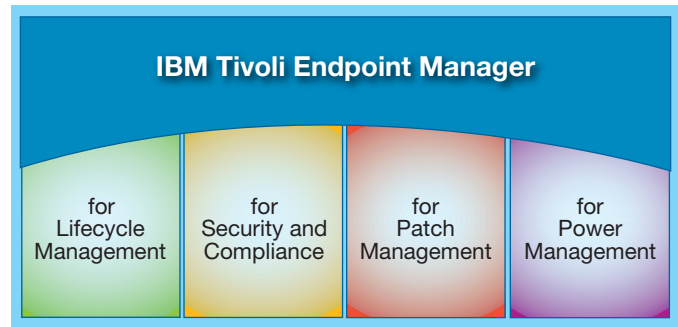 IBM Tivoli Endpoint Manager
for
Lifecycle
Management
for
Security and
Compliance
for
Patch
Management
for
Power
Management